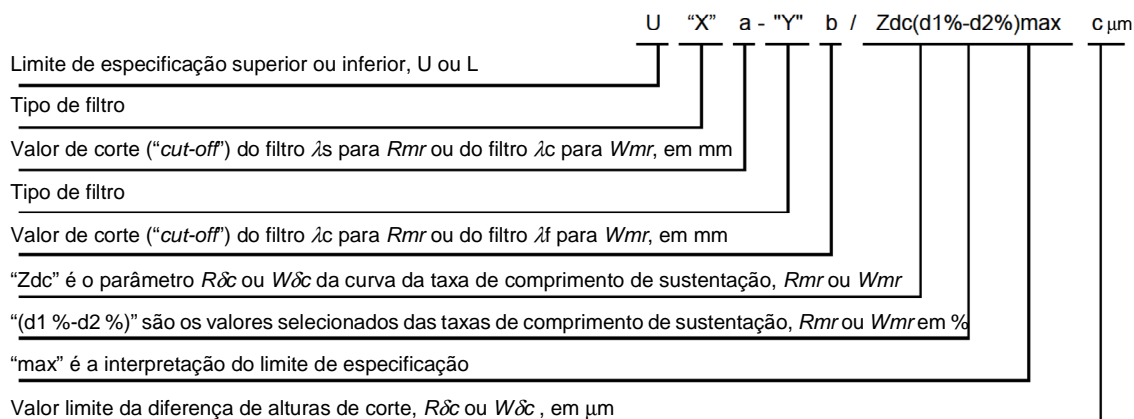 U “X” a - "Y" b / Zdc(d1%-d2%)max c µm
Limite de especificação superior ou inferior, U ou L
Tipo de filtro
Valor de corte (“cut-off”) do filtro λs para Rmr ou do filtro λc para Wmr, em mm
Tipo de filtro
Valor de corte (“cut-off”) do filtro λc para Rmr ou do filtro λf para Wmr, em mm
“Zdc” é o parâmetro Rδc ou Wδc da curva da taxa de comprimento de sustentação, Rmr ou Wmr
“(d1 %-d2 %)” são os valores selecionados das taxas de comprimento de sustentação, Rmr ou Wmr em %
“max” é a interpretação do limite de especificação
Valor limite da diferença de alturas de corte, Rδc ou Wδc , em µm